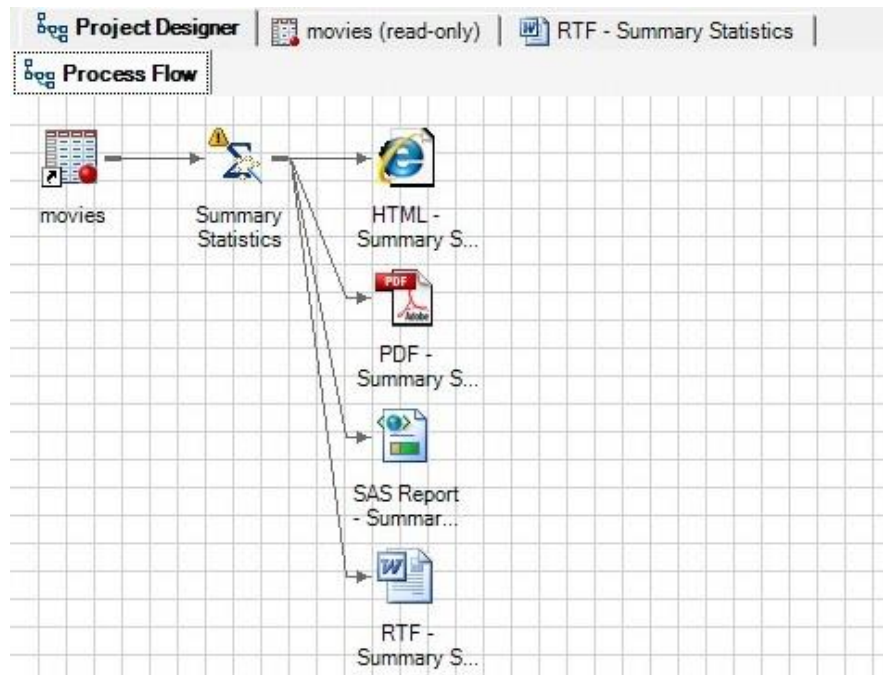 Project Designer
movies (read-only)
RTF - Summary Statistics
Process Flow
movies
Summary
Statistics
HTML -
Summary S...
PDF
Adobe
PDF -
Summary S...
SAS Report
- Summar...
W
RTF -
Summary S...